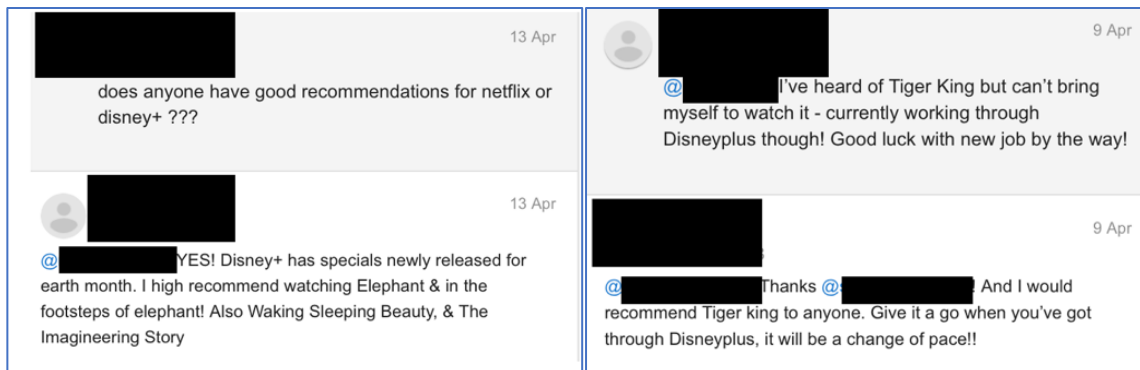 13 Apr
does anyone have good recommendations for netflix or
disney+ ???
13 Apr
@ YES! Disney+ has specials newly released for
earth month. I high recommend watching Elephant & in the
footsteps of elephant! Also Waking Sleeping Beauty, & The
Imagineering Story
9 Apr
@ I’ve heard of Tiger King but can’t bring
myself to watch it - currently working through
Disneyplus though! Good luck with new job by the way!
9 Apr
@ Thanks @ ! And I would
recommend Tiger king to anyone. Give it a go when you’ve got
through Disneyplus, it will be a change of pace!!